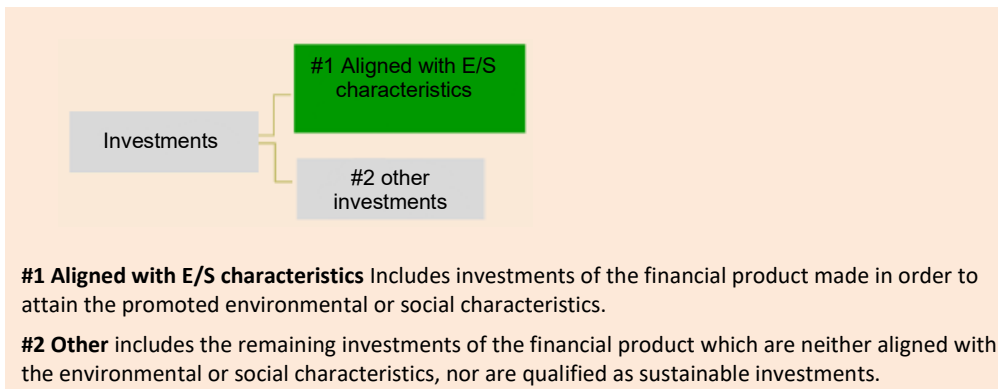 #1 Aligned with E/S
characteristics
Investments
#2 other
investments
#1 Aligned with E/S characteristics Includes investments of the financial product made in order to
attain the promoted environmental or social characteristics.
#2 Other includes the remaining investments of the financial product which are neither aligned with
the environmental or social characteristics, nor are qualified as sustainable investments.